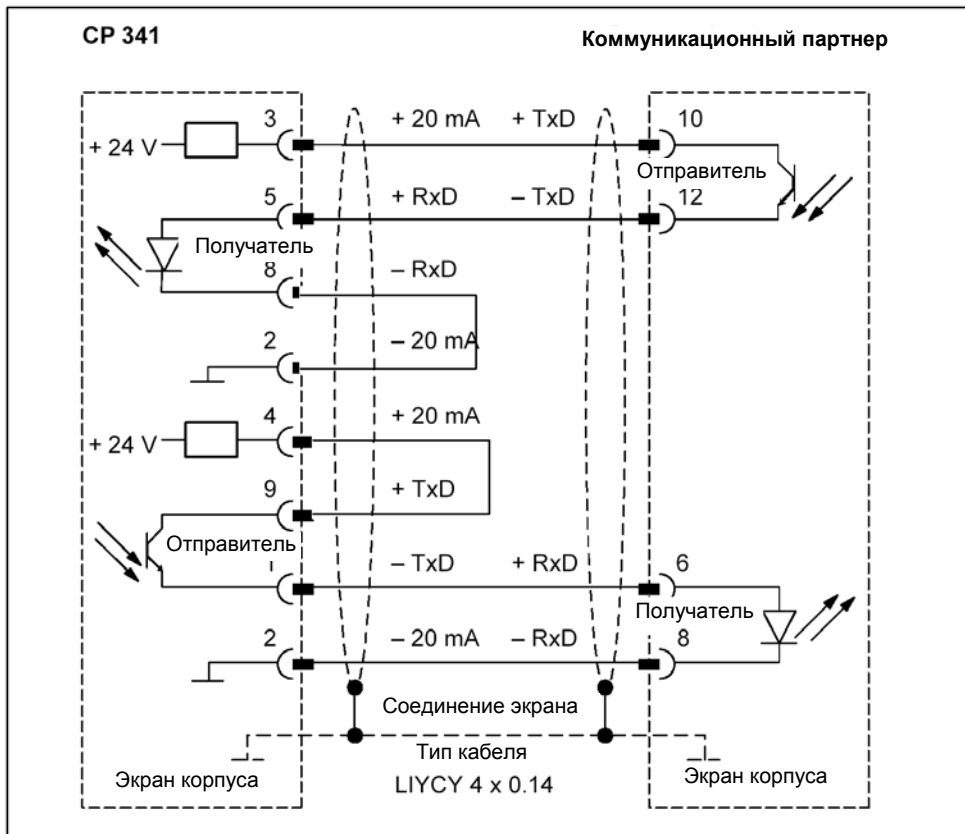 CP 341
Коммуникационный партнер
3 + 20 mA + TxD 10
+ 24 V
Отправитель
5 + RxD – TxD 12
Получатель
8 – RxD
2 – 20 mA
4 + 20 mA
+ 24 V
9 + TxD
Отправитель
– TxD + RxD 6
Получатель
2 – 20 mA – RxD 8
Соединение экрана
Тип кабеля
Экран корпуса LIYCY 4 x 0.14 Экран корпуса